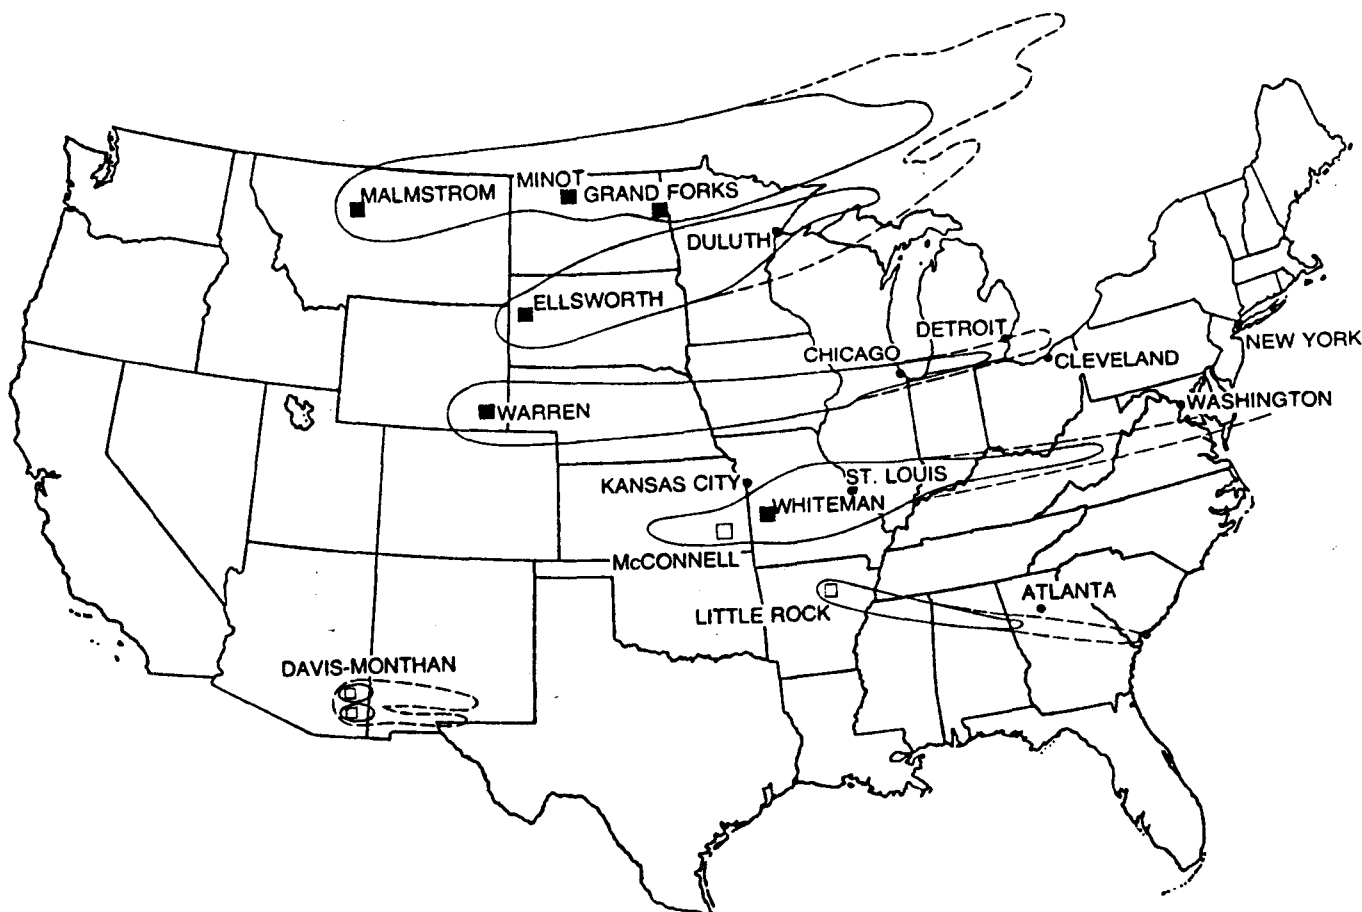 MINOT
MALMSTROM
GRAND FORKS
DULUTH
ELLSWORTH
DETROIT
NEW YORK
CHICAGO
CLEVELAND
WARREN
WASHINGTON
ST. LOUIS
KANSAS CITY
WHITEMAN
McCONNELL
ATLANTA
LITTLE ROCK
DAVIS-MONTHAN